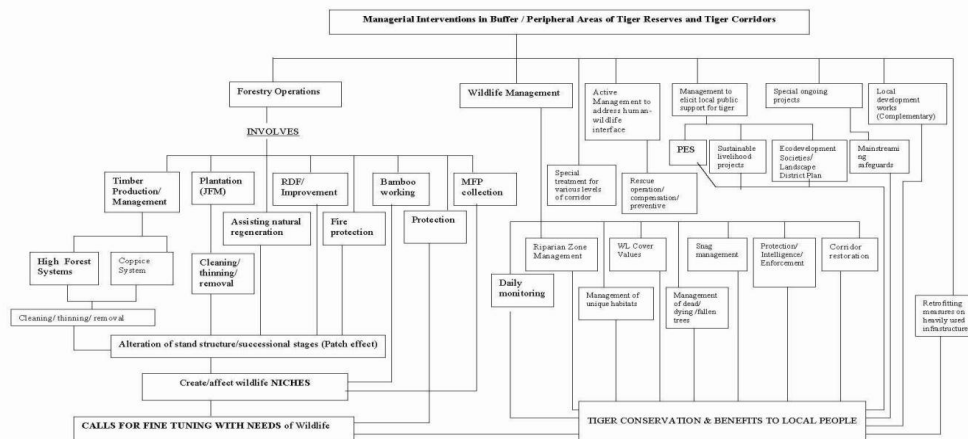 Managerial Interventions in Buffer / Peripheral Areas of Tiger Reserves and Tiger Corridors
Forestry Operations
Wildlife Management
Active
Management to
address human-
wildlife
interface
Management to
elicit local public
support for tiger
Special ongoing
projects
Local
development
works
(Complementary)
INVOLVES
PES
Sustainable
livelihood
projects
Ecodevelopment
Societies/
Landscape
District Plan
Mainstreami
ng
safeguards
Timber
Production/
Management
Plantation
(JFM)
RDF/
Improvement
Bamboo
working
MFP
collection
Special
treatment for
various levels of
corridor
Rescue
operation/
compensation/
preventive
Assisting natural
regeneration
Fire
protection
Protection
High Forest
Systems
Coppice
System
Cleaning/
thinning/
removal
Riparian Zone
Management
WL Cover
Values
Snag
management
Protection/
Intelligence/
Enforcement
Corridor
restoration
Daily
monitoring
Management of
unique habitats
Management
of dead/
dying /fallen
trees
Retrofitting
measures on
heavily used
infrastructure
Cleaning/ thinning/ removal
Alteration of stand structure/successional stages (Patch effect)
Create/affect wildlife NICHES
CALLS FOR FINE TUNING WITH NEEDS of Wildlife
TIGER CONSERVATION & BENEFITS TO LOCAL PEOPLE